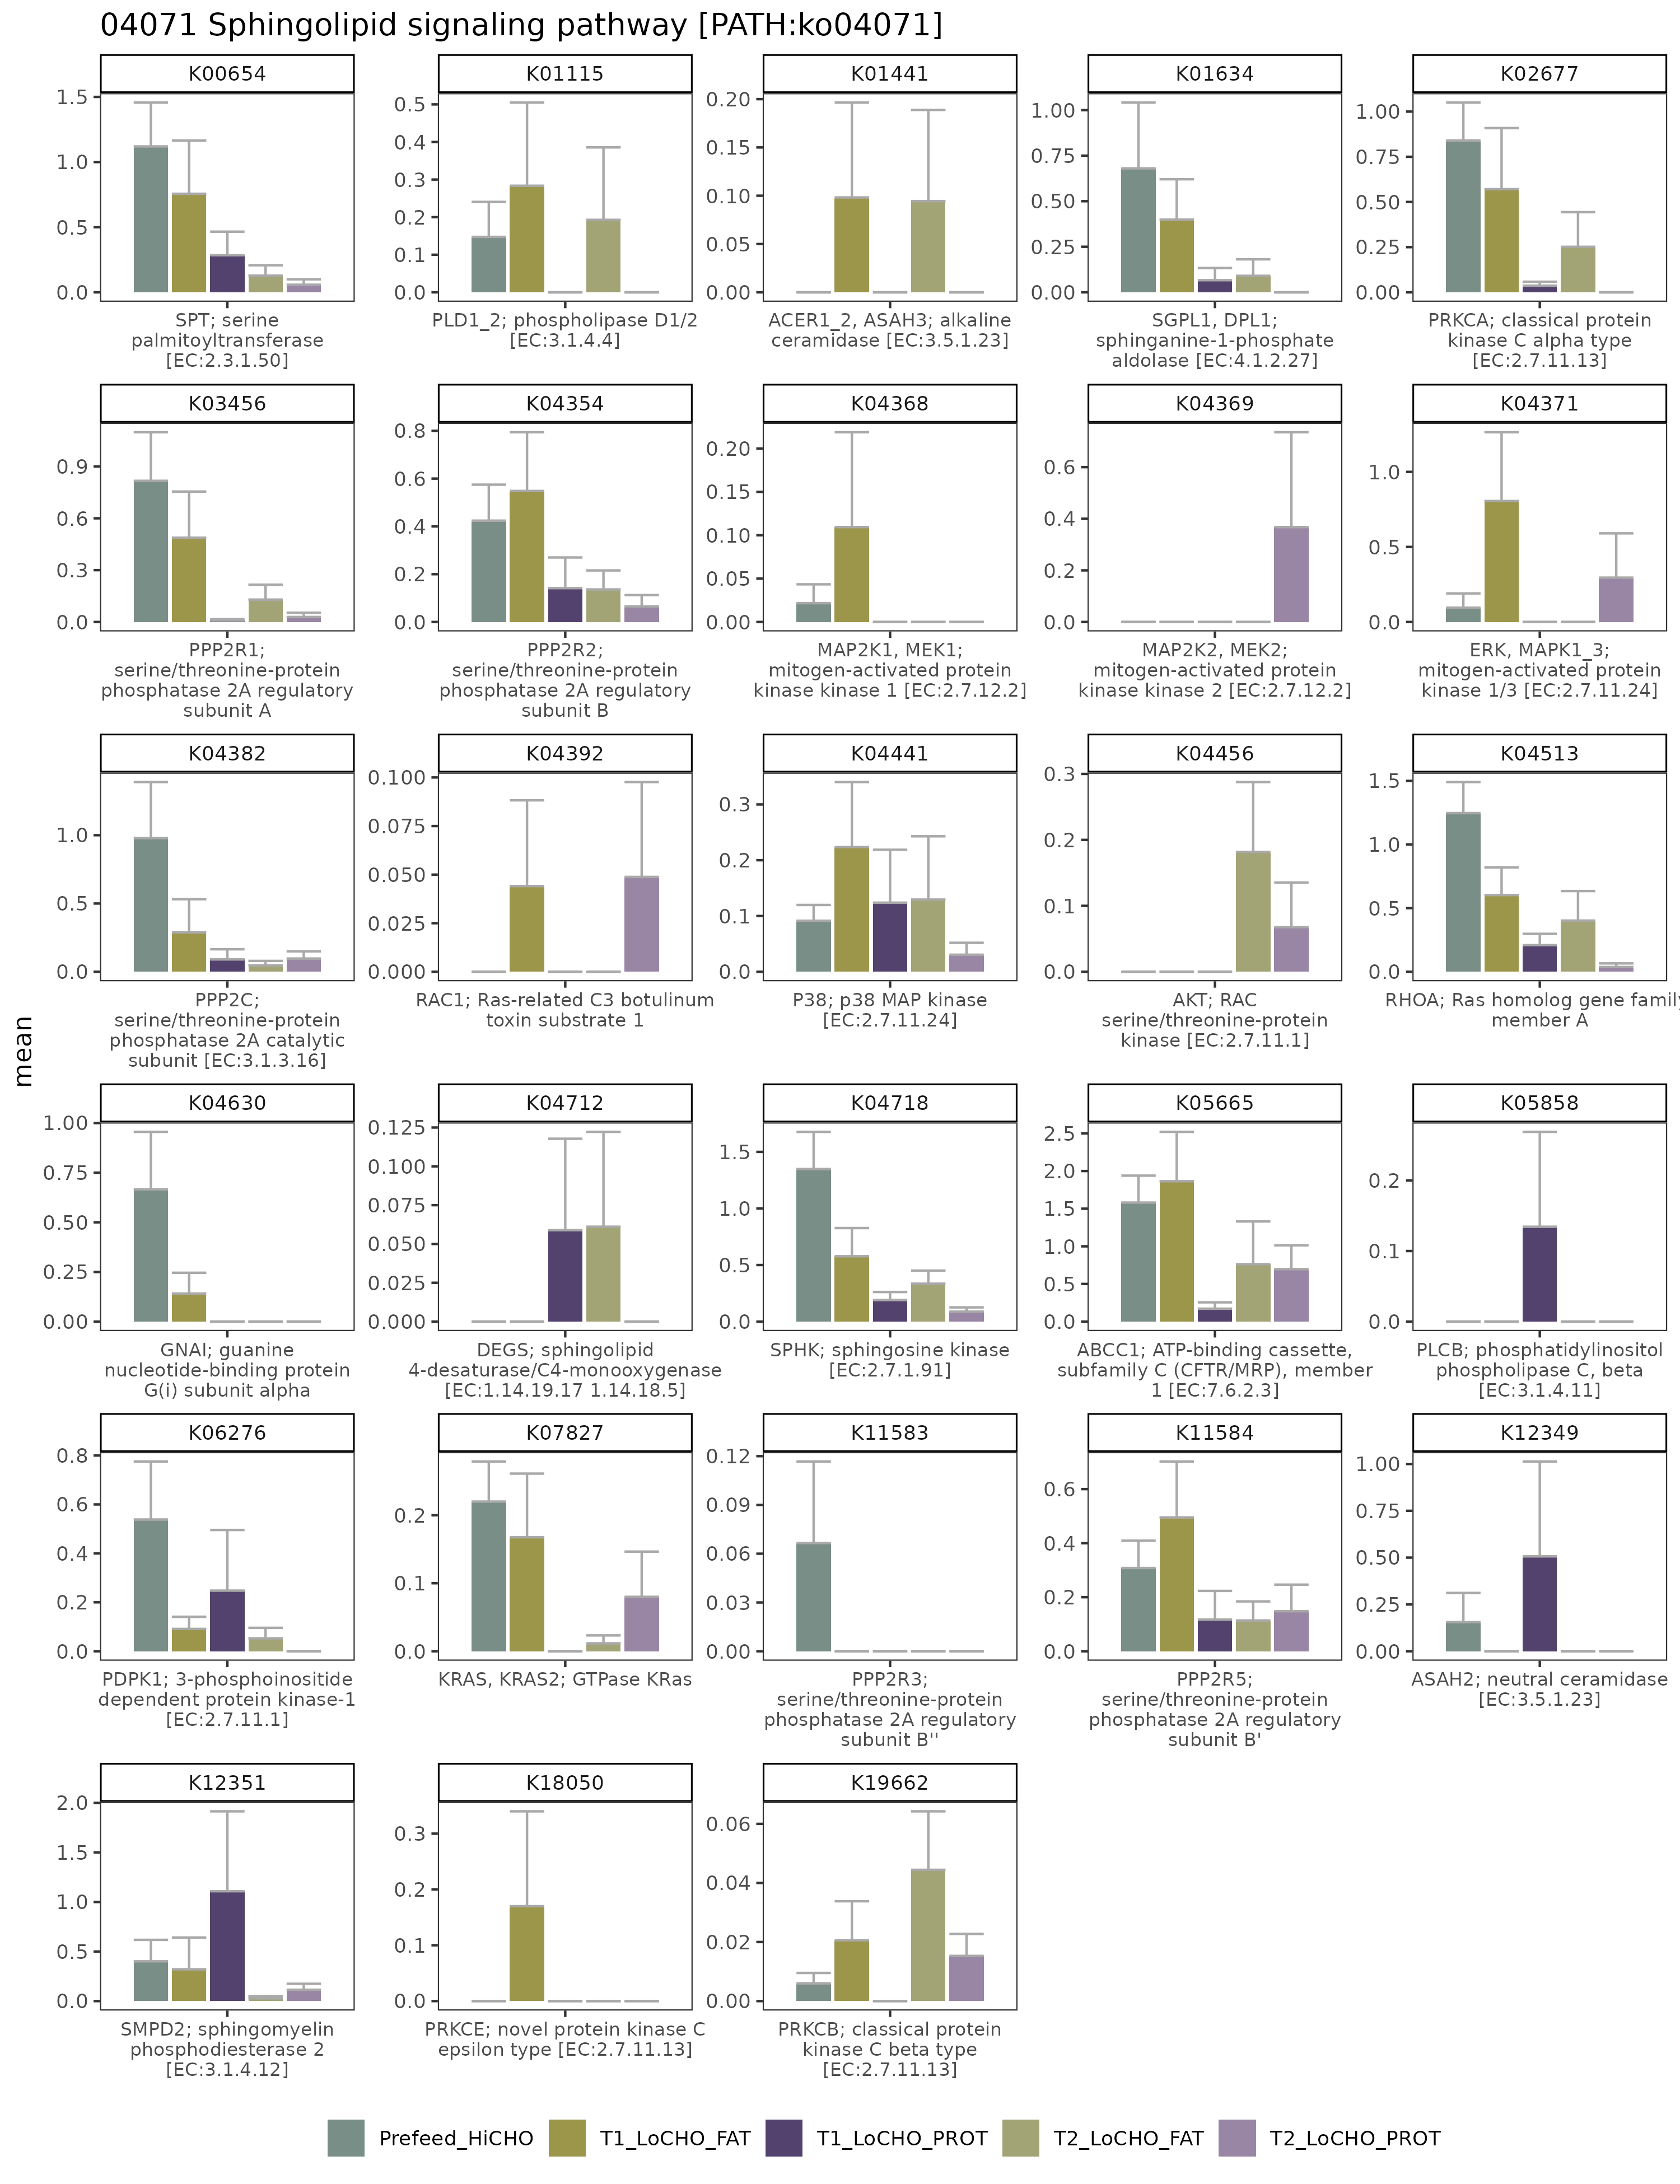 04071 Sphingolipid signaling pathway [PATH:ko04071]
K00654
K01115
K01441
K01634
K02677
1.5
1.0
0.5
0.0
0.5
0.4
0.3
0.2
0.1
0.0
0.20
0.15
0.10
0.05
0.00
1.00
0.75
0.50
0.25
0.00
1.00
0.75
0.50
0.25
0.00
SPT; serine
palmitoyltransferase
[EC:2.3.1.50]
PLD1_2; phospholipase D1/2
[EC:3.1.4.4]
ACER1_2, ASAH3; alkaline
ceramidase [EC:3.5.1.23]
SGPL1, DPL1;
sphinganine-1-phosphate
aldolase [EC:4.1.2.27]
PRKCA; classical protein
kinase C alpha type
[EC:2.7.11.13]
K03456
K04354
K04368
K04369
K04371
0.9
0.6
0.3
0.0
0.8
0.6
0.4
0.2
0.0
0.20
0.15
0.10
0.05
0.00
0.6
0.4
0.2
0.0
1.0
0.5
0.0
PPP2R1;
serine/threonine-protein
phosphatase 2A regulatory
subunit A
PPP2R2;
serine/threonine-protein
phosphatase 2A regulatory
subunit B
MAP2K1, MEK1;
mitogen-activated protein
kinase kinase 1 [EC:2.7.12.2]
MAP2K2, MEK2;
mitogen-activated protein
kinase kinase 2 [EC:2.7.12.2]
ERK, MAPK1_3;
mitogen-activated protein
kinase 1/3 [EC:2.7.11.24]
K04382
K04392
K04441
K04456
K04513
1.0
0.5
0.0
0.100
0.075
0.050
0.025
0.000
0.3
0.2
0.1
0.0
0.3
0.2
0.1
0.0
1.5
1.0
0.5
0.0
PPP2C;
serine/threonine-protein
phosphatase 2A catalytic
subunit [EC:3.1.3.16]
RAC1; Ras-related C3 botulinum
toxin substrate 1
P38; p38 MAP kinase
[EC:2.7.11.24]
AKT; RAC
serine/threonine-protein
kinase [EC:2.7.11.1]
RHOA; Ras homolog gene family
member A
mean
K04630
K04712
K04718
K05665
K05858
1.00
0.75
0.50
0.25
0.00
0.125
0.100
0.075
0.050
0.025
0.000
1.5
1.0
0.5
0.0
2.5
2.0
1.5
1.0
0.5
0.0
0.2
0.1
0.0
GNAI; guanine
nucleotide-binding protein
G(i) subunit alpha
DEGS; sphingolipid
4-desaturase/C4-monooxygenase
[EC:1.14.19.17 1.14.18.5]
SPHK; sphingosine kinase
[EC:2.7.1.91]
ABCC1; ATP-binding cassette,
subfamily C (CFTR/MRP), member
1 [EC:7.6.2.3]
PLCB; phosphatidylinositol
phospholipase C, beta
[EC:3.1.4.11]
K06276
K07827
K11583
K11584
K12349
0.8
0.6
0.4
0.2
0.0
0.2
0.1
0.0
0.12
0.09
0.06
0.03
0.00
0.6
0.4
0.2
0.0
1.00
0.75
0.50
0.25
0.00
PDPK1; 3-phosphoinositide
dependent protein kinase-1
[EC:2.7.11.1]
KRAS, KRAS2; GTPase KRas
PPP2R3;
serine/threonine-protein
phosphatase 2A regulatory
subunit B''
PPP2R5;
serine/threonine-protein
phosphatase 2A regulatory
subunit B'
ASAH2; neutral ceramidase
[EC:3.5.1.23]
K12351
K18050
K19662
2.0
1.5
1.0
0.5
0.0
0.3
0.2
0.1
0.0
0.06
0.04
0.02
0.00
SMPD2; sphingomyelin
phosphodiesterase 2
[EC:3.1.4.12]
PRKCE; novel protein kinase C
epsilon type [EC:2.7.11.13]
PRKCB; classical protein
kinase C beta type
[EC:2.7.11.13]
Prefeed_HiCHO
T1_LoCHO_FAT
T1_LoCHO_PROT
T2_LoCHO_FAT
T2_LoCHO_PROT